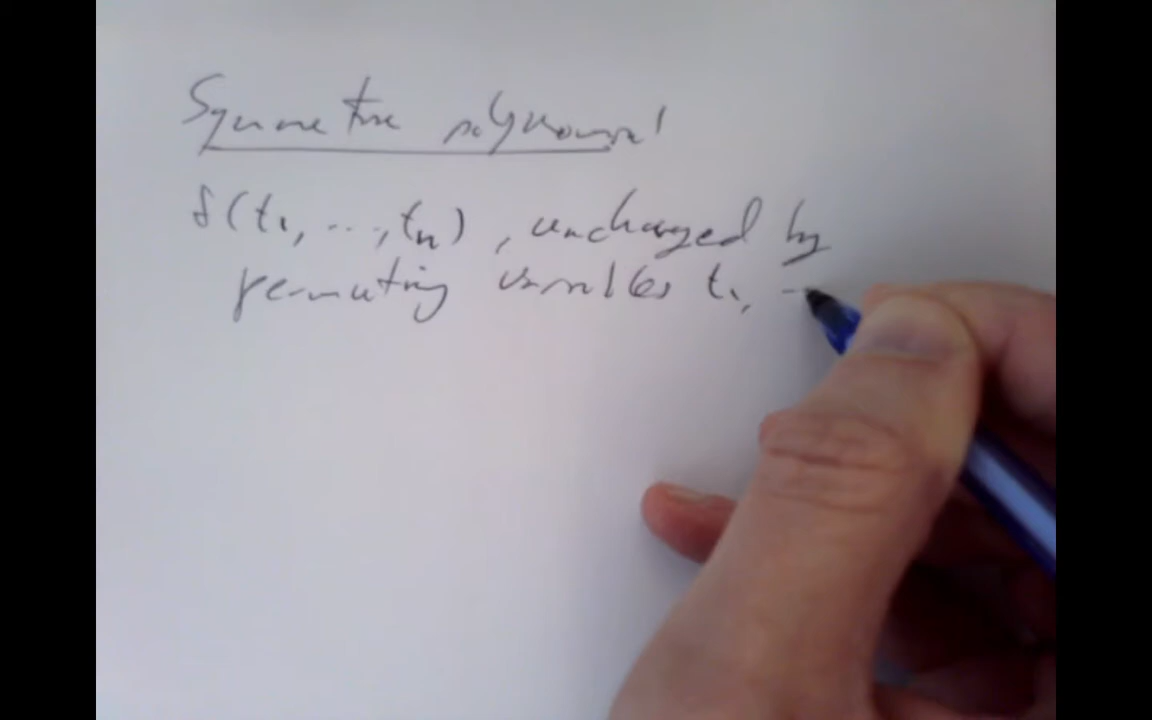 Symmetric polynomial
f(t₁, ..., tₙ), unchanged by
permuting variables t₁, -